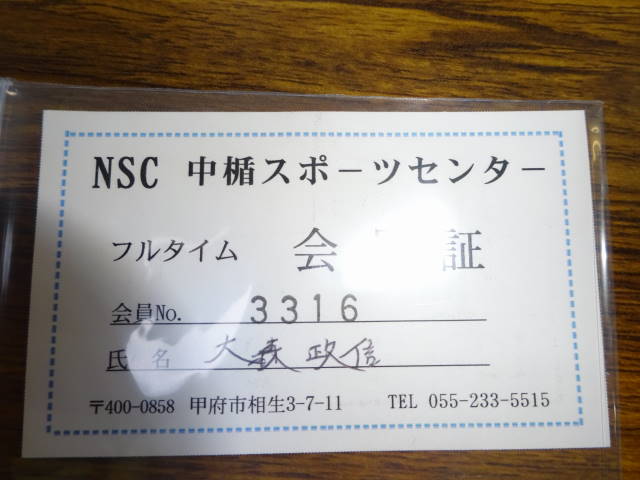 NSC 中楯スポーツセンター
フルタイム 会 証
会員No. 3316
氏 名 大森政信
〒400-0858 甲府市相生3-7-11 TEL 055-233-5515